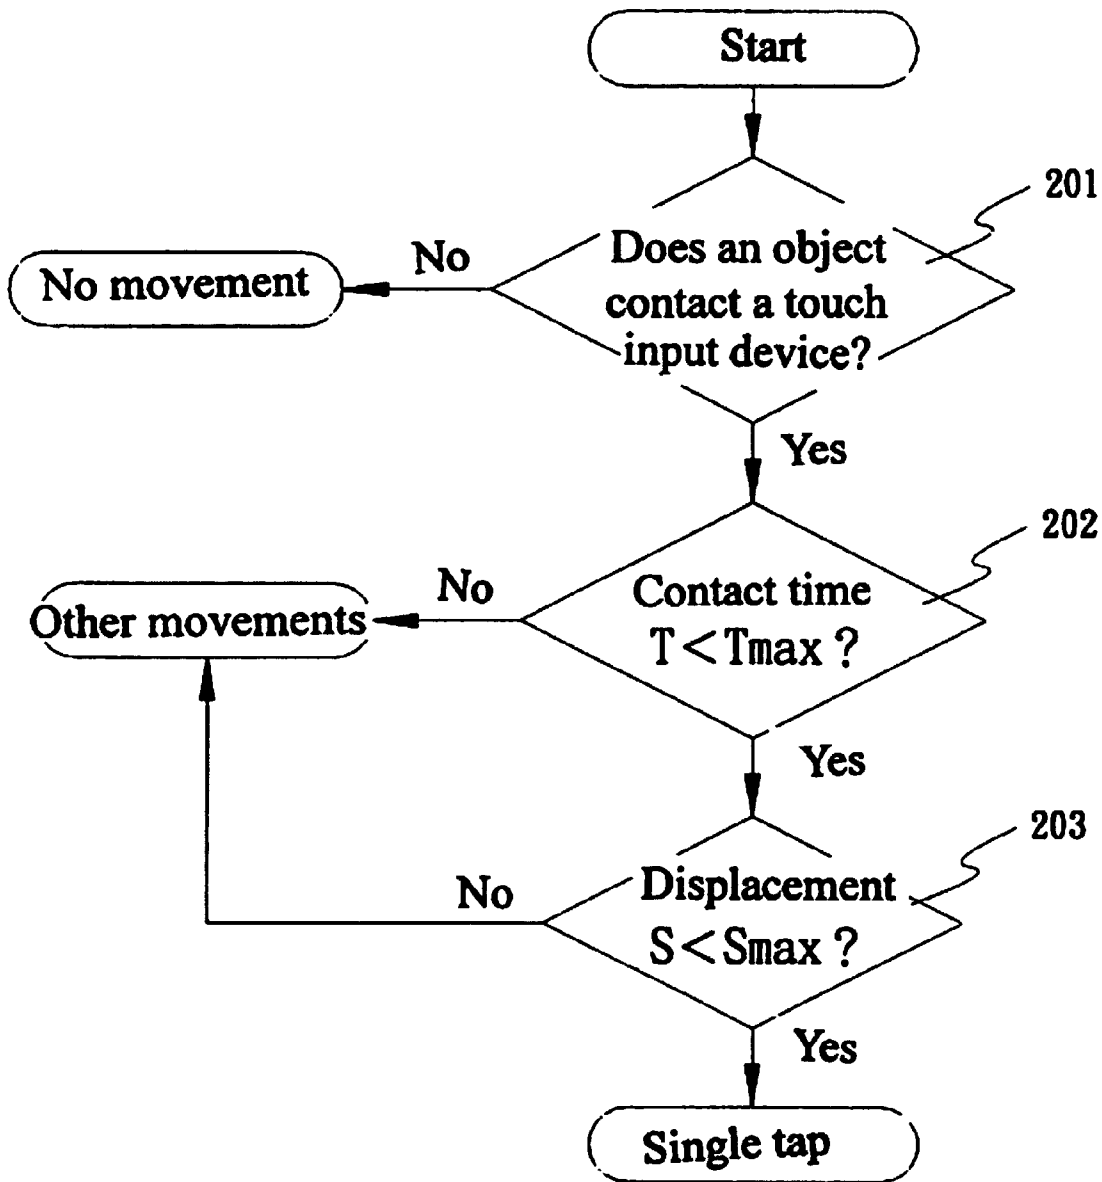 Start
201
Does an object
contact a touch
input device?
No
No movement
Yes
202
Contact time
T<Tmax ?
No
Other movements
Yes
203
Displacement
S<Smax ?
No
Yes
Single tap